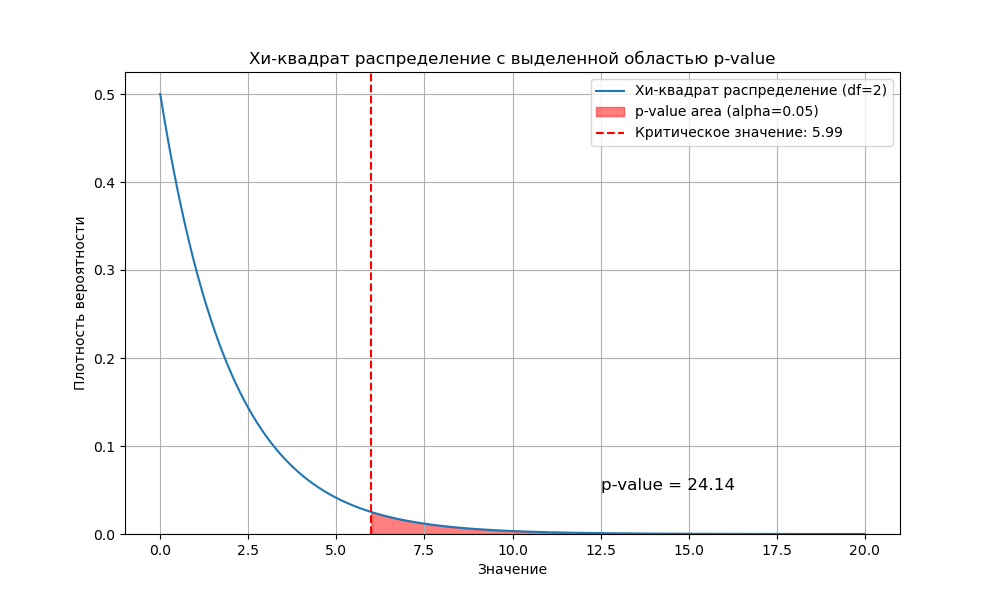 Хи-квадрат распределение с выделенной областью p-value
Хи-квадрат распределение (df=2)
p-value area (alpha=0.05)
Критическое значение: 5.99
Плотность вероятности
0.5
0.4
0.3
0.2
0.1
0.0
p-value = 24.14
0.0 2.5 5.0 7.5 10.0 12.5 15.0 17.5 20.0
Значение